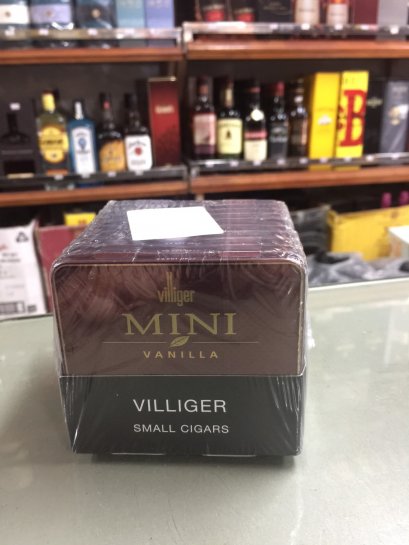 villiger
MINI
VANILLA
VILLIGER
SMALL CIGARS
B